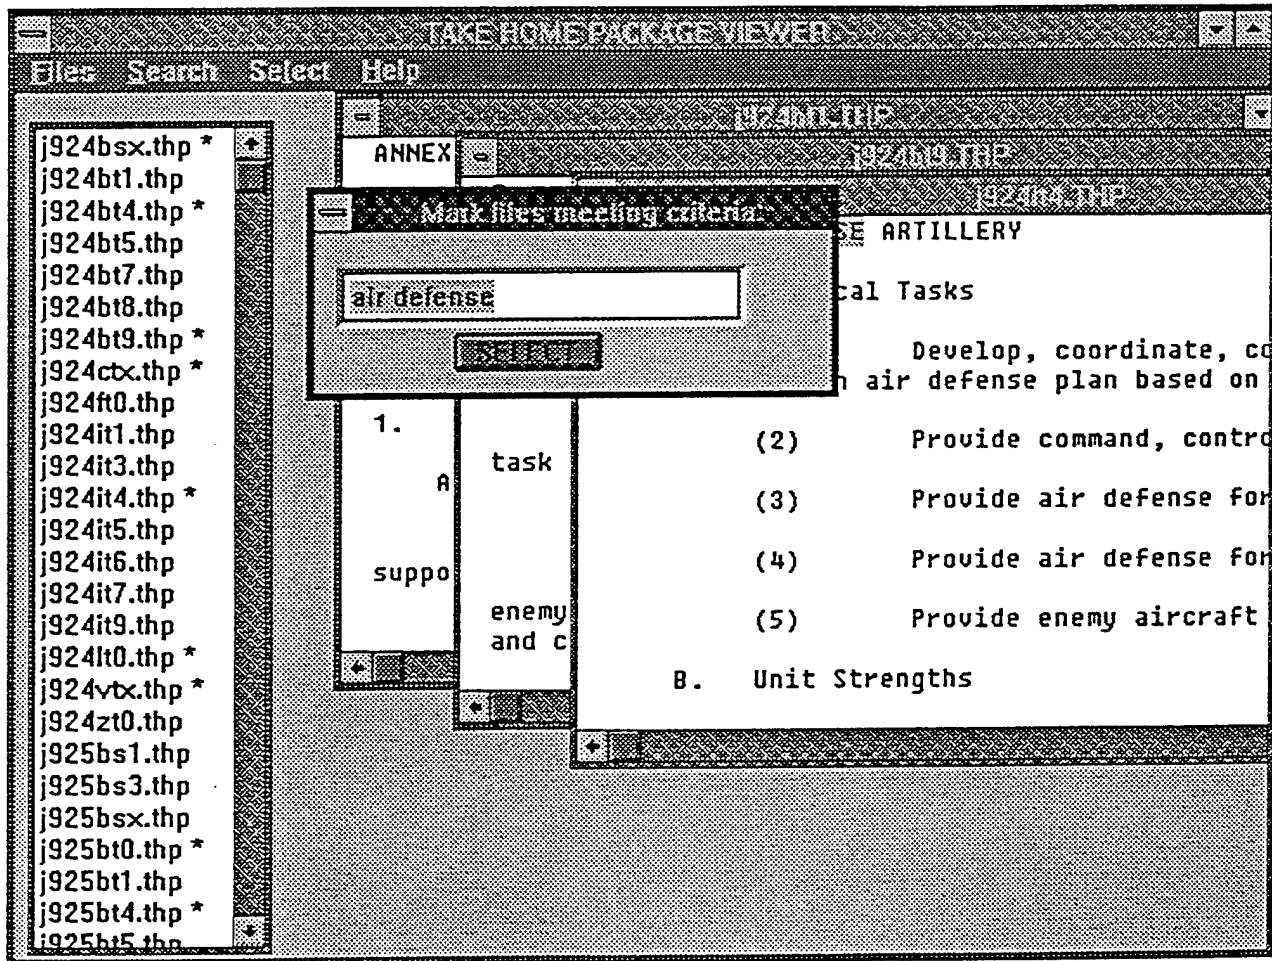 TAKE HOME PACKAGE VIEWER
Files Search Select Help
j924bsx.thp *
j924bt1.thp
j924bt4.thp *
j924bt5.thp
j924bt7.thp
j924bt8.thp
j924bt9.thp *
j924ctx.thp *
j924ft0.thp
j924it1.thp
j924it3.thp
j924it4.thp *
j924it5.thp
j924it6.thp
j924it7.thp
j924it9.thp
j924lt0.thp *
j924vtx.thp *
j924zt0.thp
j925bs1.thp
j925bs3.thp
j925bsx.thp
j925bt0.thp *
j925bt1.thp
j925bt4.thp *
j925bt5.thp
ANNEX
1.
A
suppo
task
enemy
and c
j924it4.THP
SE ARTILLERY
cal Tasks
Develop, coordinate, co
n air defense plan based on
(2) Provide command, contro
(3) Provide air defense for
(4) Provide air defense for
(5) Provide enemy aircraft
B. Unit Strengths
Mark files meeting criteria:
air defense
SELECT